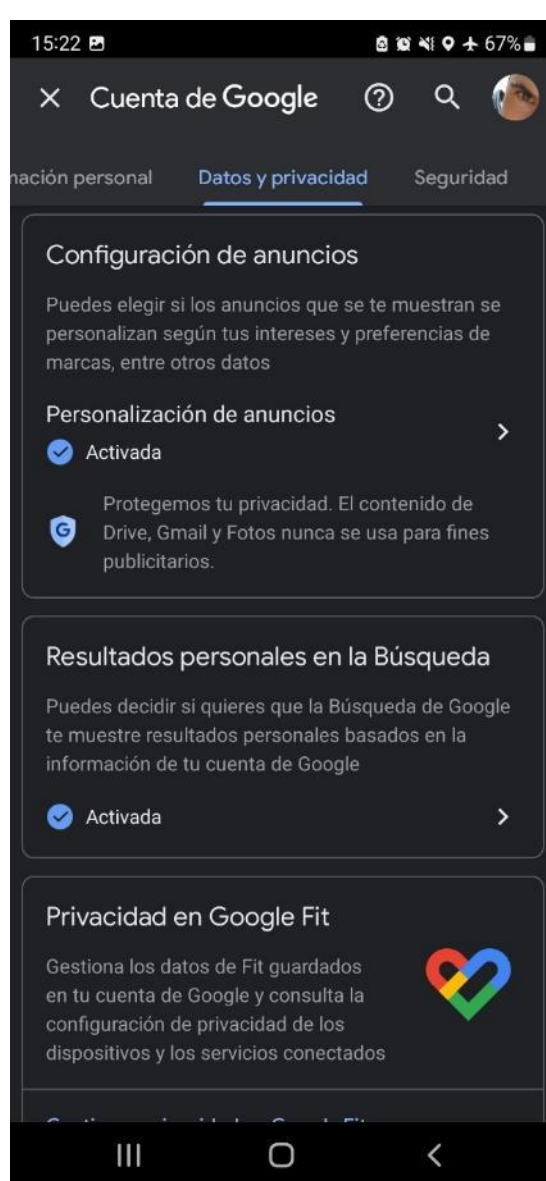 15:22
67%
Cuenta de Google
mación personal
Datos y privacidad
Seguridad
Configuración de anuncios
Puedes elegir si los anuncios que se te muestran se
personalizan según tus intereses y preferencias de
marcas, entre otros datos
Personalización de anuncios
Activada
Protegemos tu privacidad. El contenido de
Drive, Gmail y Fotos nunca se usa para fines
publicitarios.
Resultados personales en la Búsqueda
Puedes decidir si quieres que la Búsqueda de Google
te muestre resultados personales basados en la
información de tu cuenta de Google
Activada
Privacidad en Google Fit
Gestiona los datos de Fit guardados
en tu cuenta de Google y consulta la
configuración de privacidad de los
dispositivos y los servicios conectados